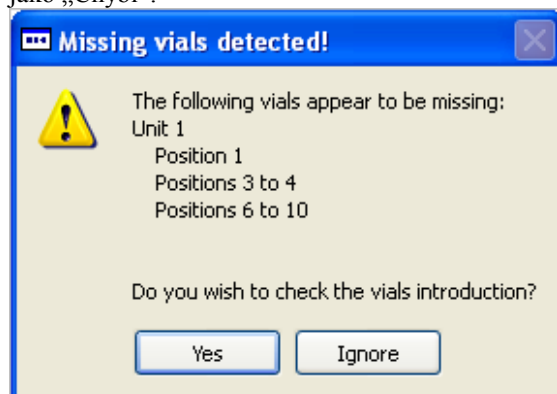 Missing vials detected!
The following vials appear to be missing:
Unit 1
Position 1
Positions 3 to 4
Positions 6 to 10
Do you wish to check the vials introduction?
Yes
Ignore